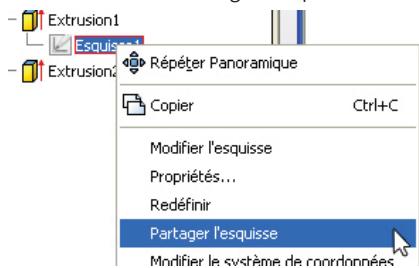 Extrusion1
Esquisse1
Extrusion2
Répéter Panoramique
Copier Ctrl+C
Modifier l'esquisse
Propriétés...
Redéfinir
Partager l'esquisse
Modifier le système de coordonnées